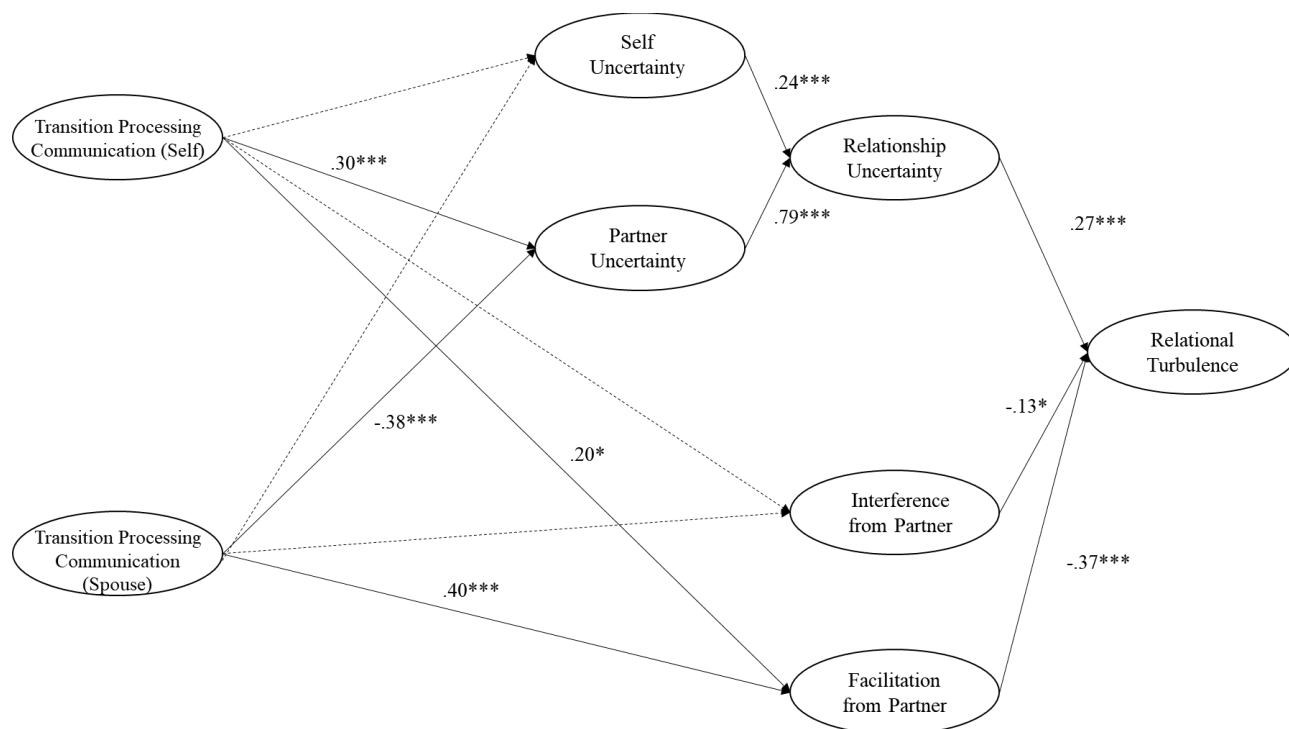 Self
Uncertainty
.24***
Transition Processing
Communication (Self)
.30***
Relationship
Uncertainty
.79***
Partner
Uncertainty
.27***
Relational
Turbulence
-.38***
.20*
-.13*
Interference
from Partner
Transition Processing
Communication
(Spouse)
.40***
-.37***
Facilitation
from Partner